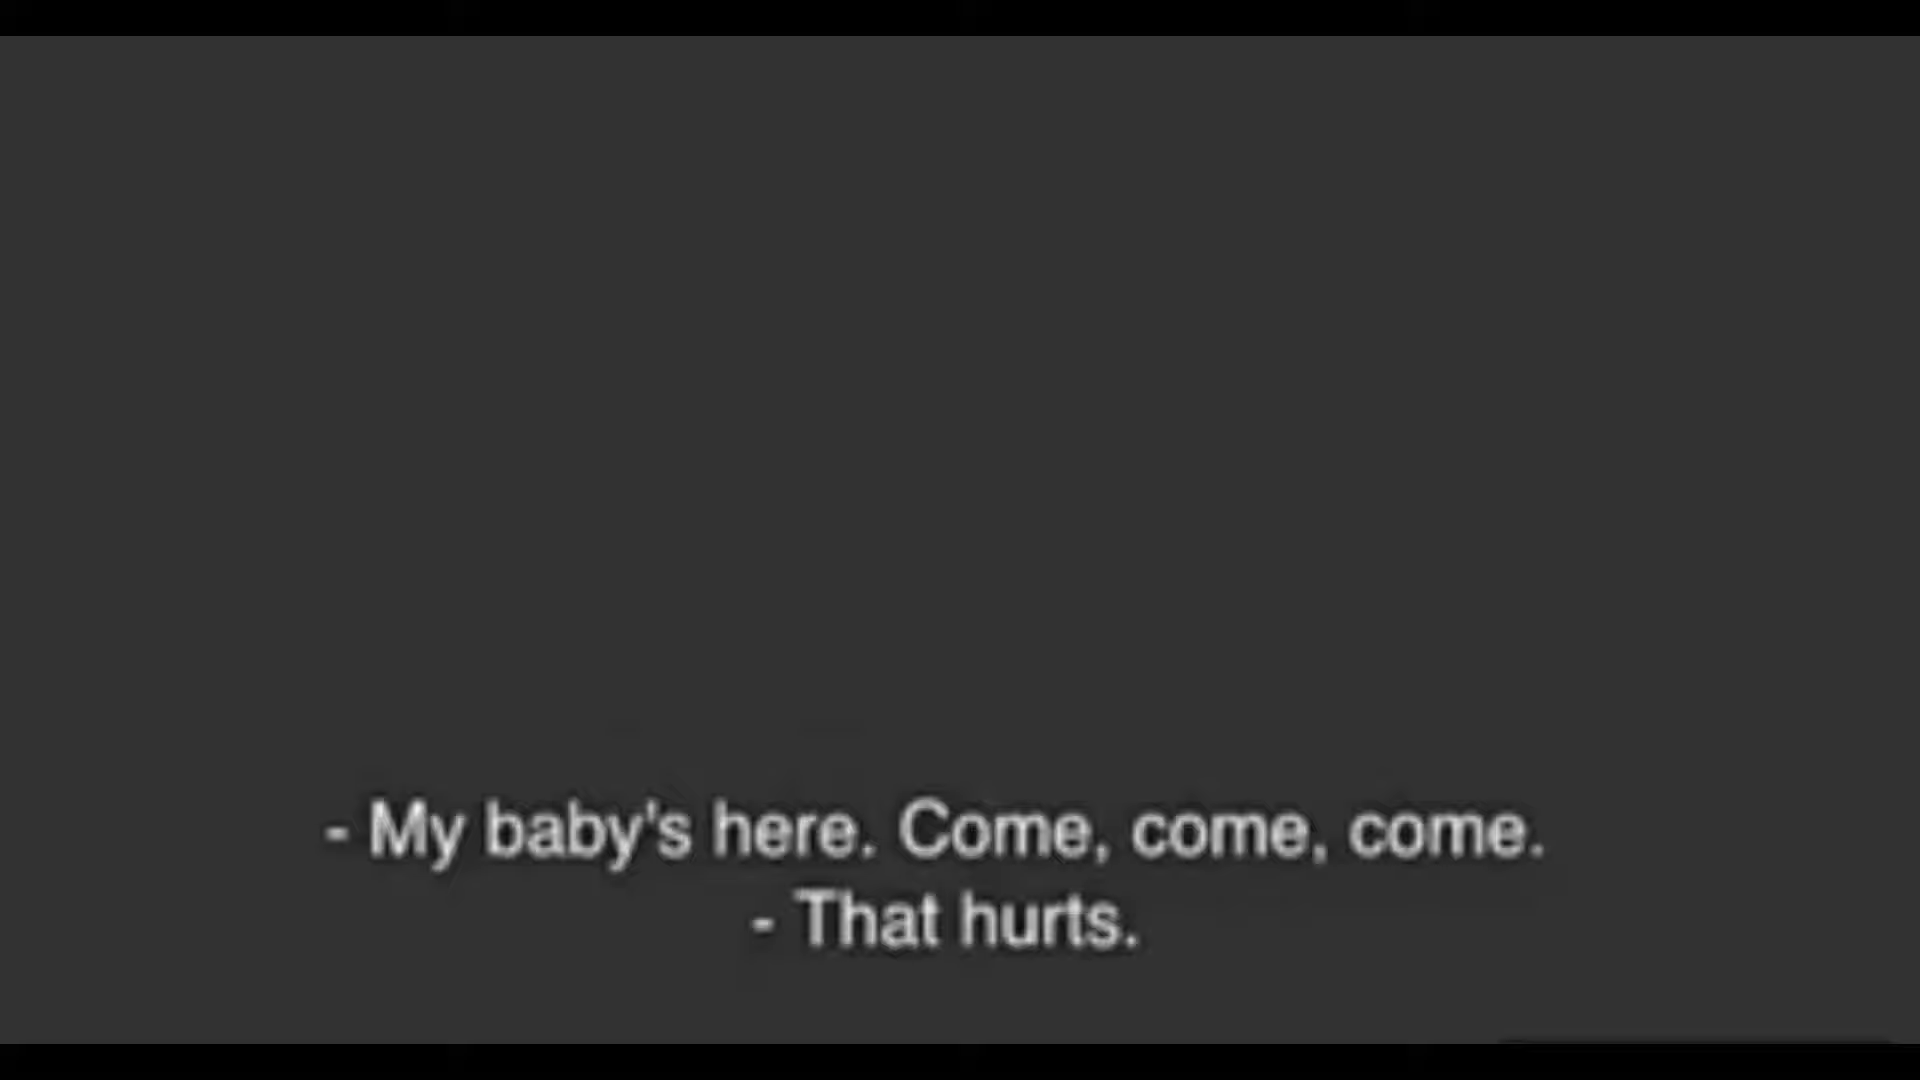 - My baby's here. Come, come, come.
- That hurts.